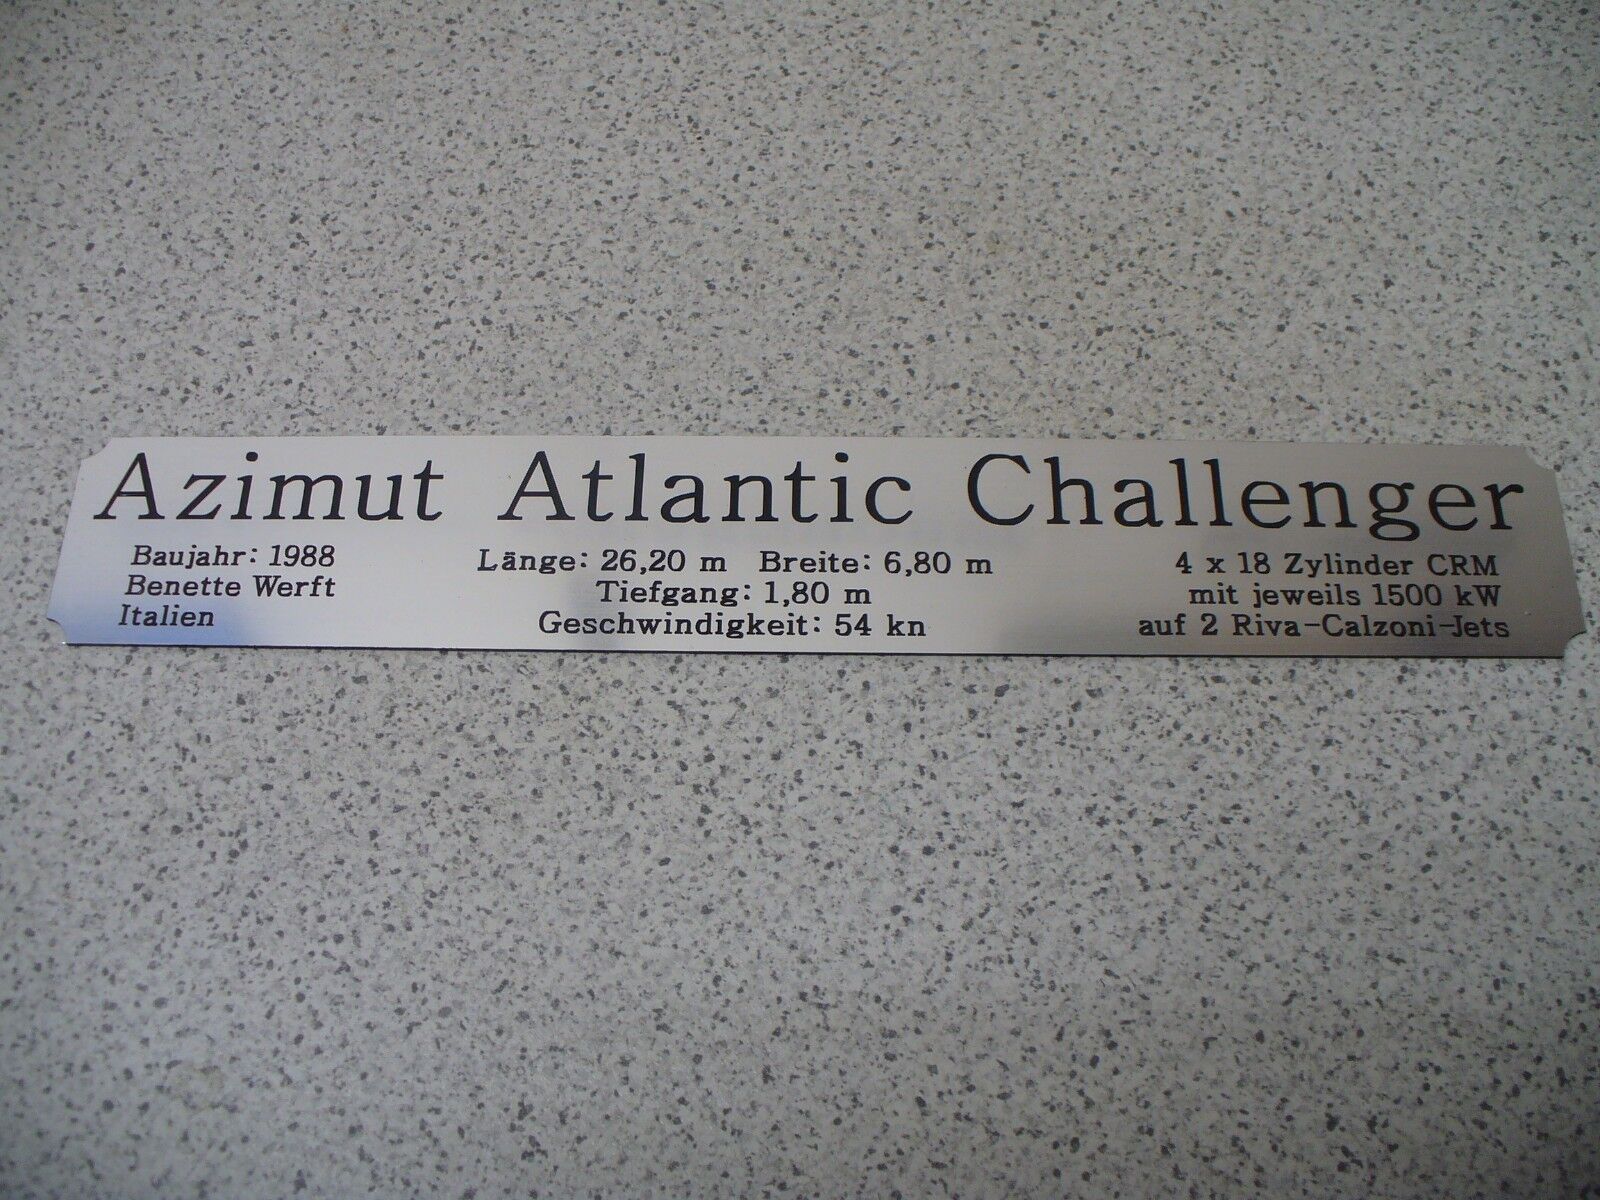 Azimut Atlantic Challenger
Baujahr: 1988
Benette Werft
Italien
Länge: 26,20 m Breite: 6,80 m
Tiefgang: 1,80 m
Geschwindigkeit: 54 kn
4 x 18 Zylinder CRM
mit jeweils 1500 kW
auf 2 Riva-Calzoni-Jets